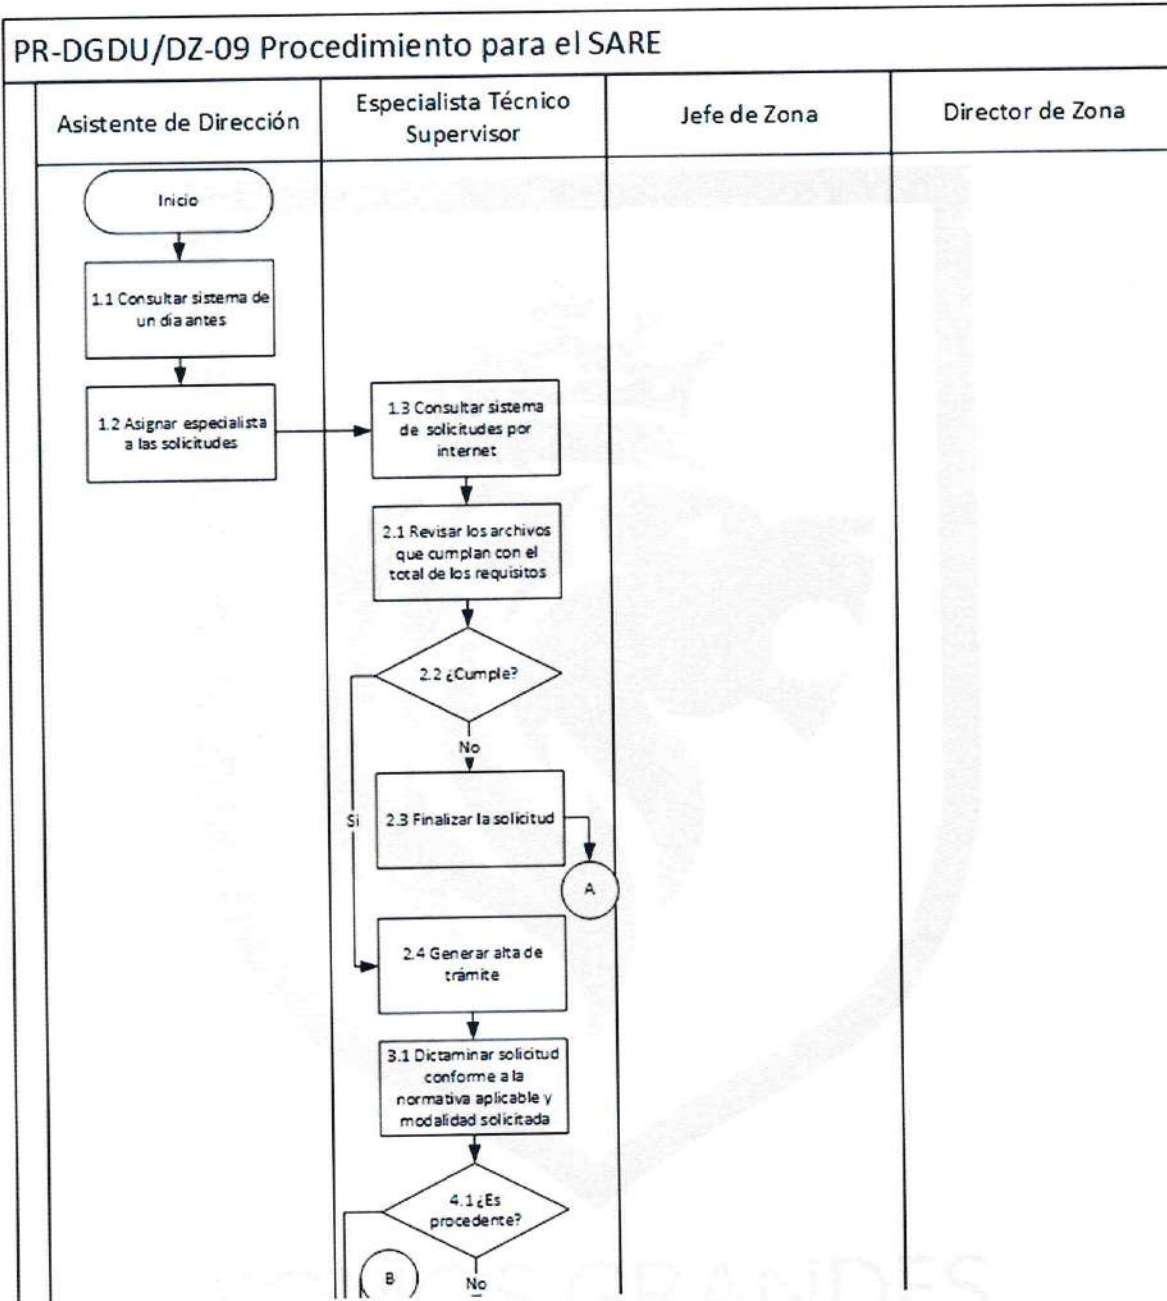 PR-DGDU/DZ-09 Procedimiento para el SARE
Asistente de Dirección
Especialista Técnico
Supervisor
Jefe de Zona
Director de Zona
Inicio
1.1 Consultar sistema de
un dia antes
1.2 Asignar especialista
a las solicitudes
1.3 Consultar sistema
de solicitudes por
internet
2.1 Revisar los archivos
que cumplan con el
total de los requisitos
2.2 ¿Cumple?
No
Si
2.3 Finalizar la solicitud
A
2.4 Generar alta de
trámite
3.1 Dictaminar solicitud
conforme a la
normativa aplicable y
modalidad solicitada
4.1 ¿Es
procedente?
B
No
GRANDES